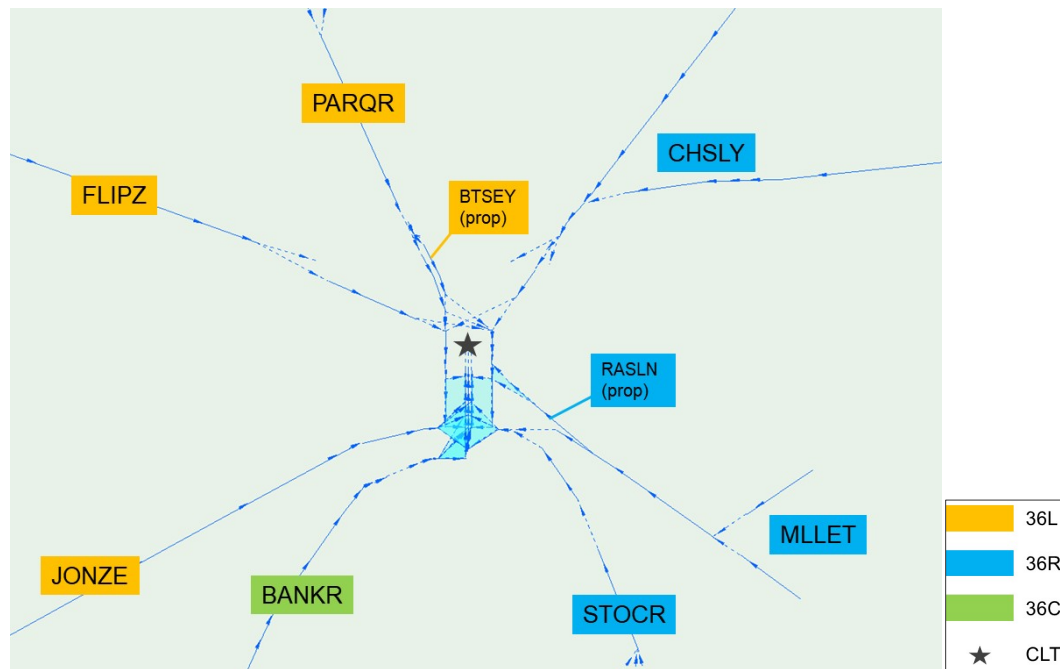 PARQR
CHSLY
FLIPZ
BTSEY
(prop)
RASLN
(prop)
MLLET
JONZE
BANKR
STOCR
36L
36R
36C
CLT